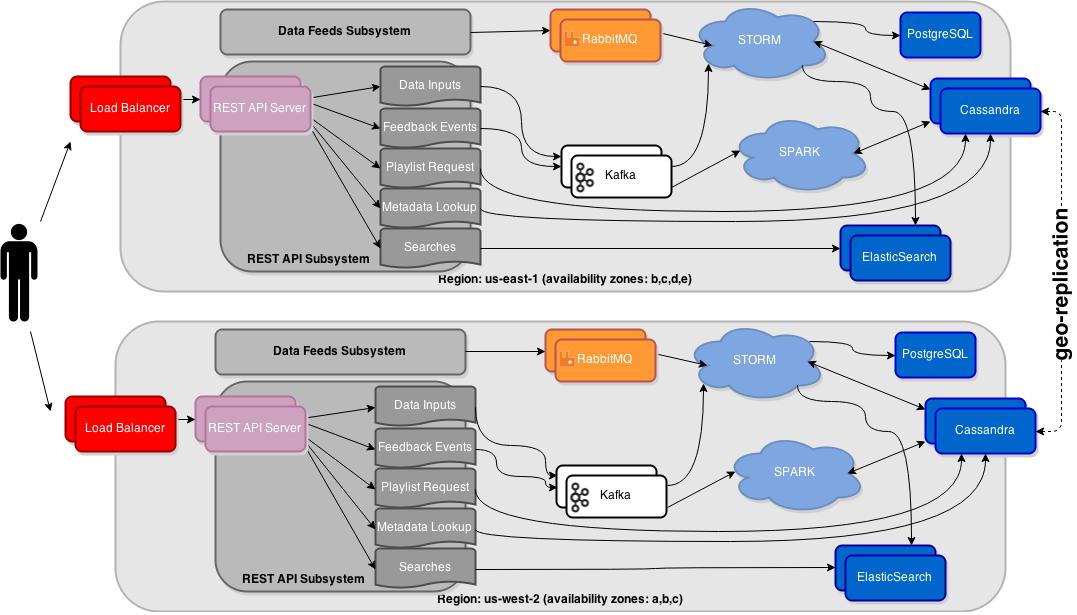 Data Feeds Subsystem
RabbitMQ
STORM
PostgreSQL
Load Balancer
REST API Server
Data Inputs
Feedback Events
Playlist Request
Metadata Lookup
Searches
REST API Subsystem
Kafka
SPARK
Cassandra
ElasticSearch
Region: us-east-1 (availability zones: b,c,d,e)
geo-replication
Data Feeds Subsystem
RabbitMQ
STORM
PostgreSQL
Load Balancer
REST API Server
Data Inputs
Feedback Events
Playlist Request
Metadata Lookup
Searches
REST API Subsystem
Kafka
SPARK
Cassandra
ElasticSearch
Region: us-west-2 (availability zones: a,b,c)